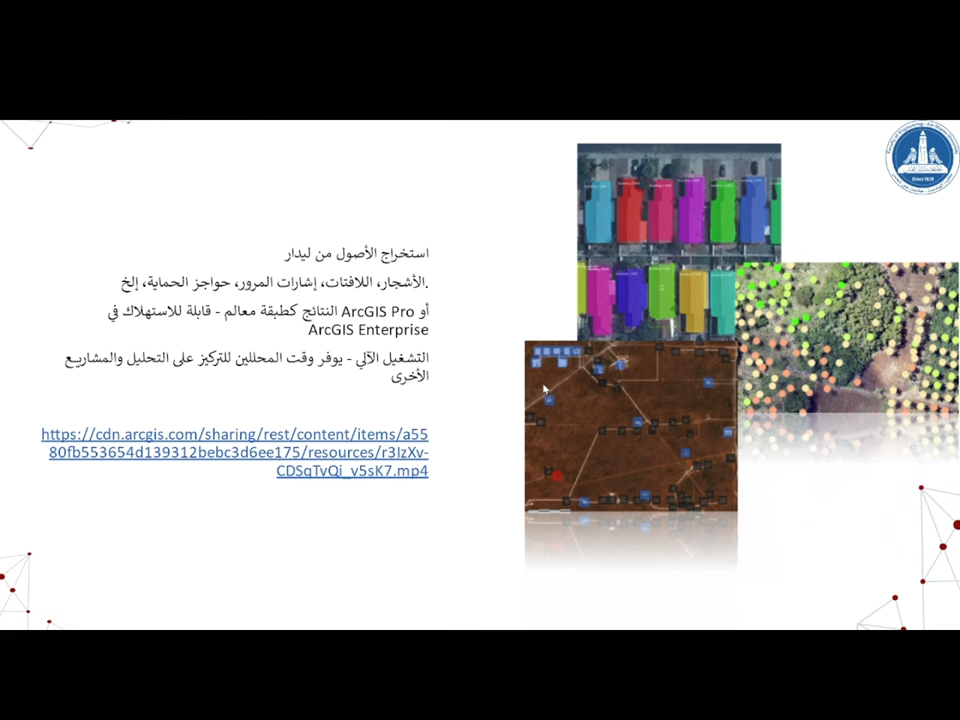 استخراج الأصول من ليدار
الأشجار، اللافتات، إشارات المرور، حواجز الحماية، إلخ.
أو ArcGIS Pro النتائج كطبقة معالم - قابلة للاستهلاك في
ArcGIS Enterprise
التشغيل الآلي - يوفر وقت المحللين للتركيز على التحليل والمشاريع
الأخرى
https://cdn.arcgis.com/sharing/rest/content/items/a55
80fb553654d139312bebc3d6ee175/resources/r3IzXv-
CDSqTvQi_v5sK7.mp4
Since 1839